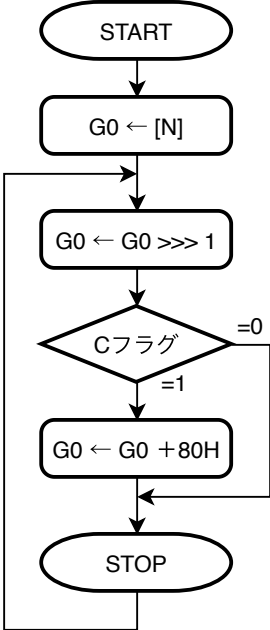 START
G0 ← [N]
G0 ← G0 >>> 1
Cフラグ
=0
=1
G0 ← G0 +80H
STOP